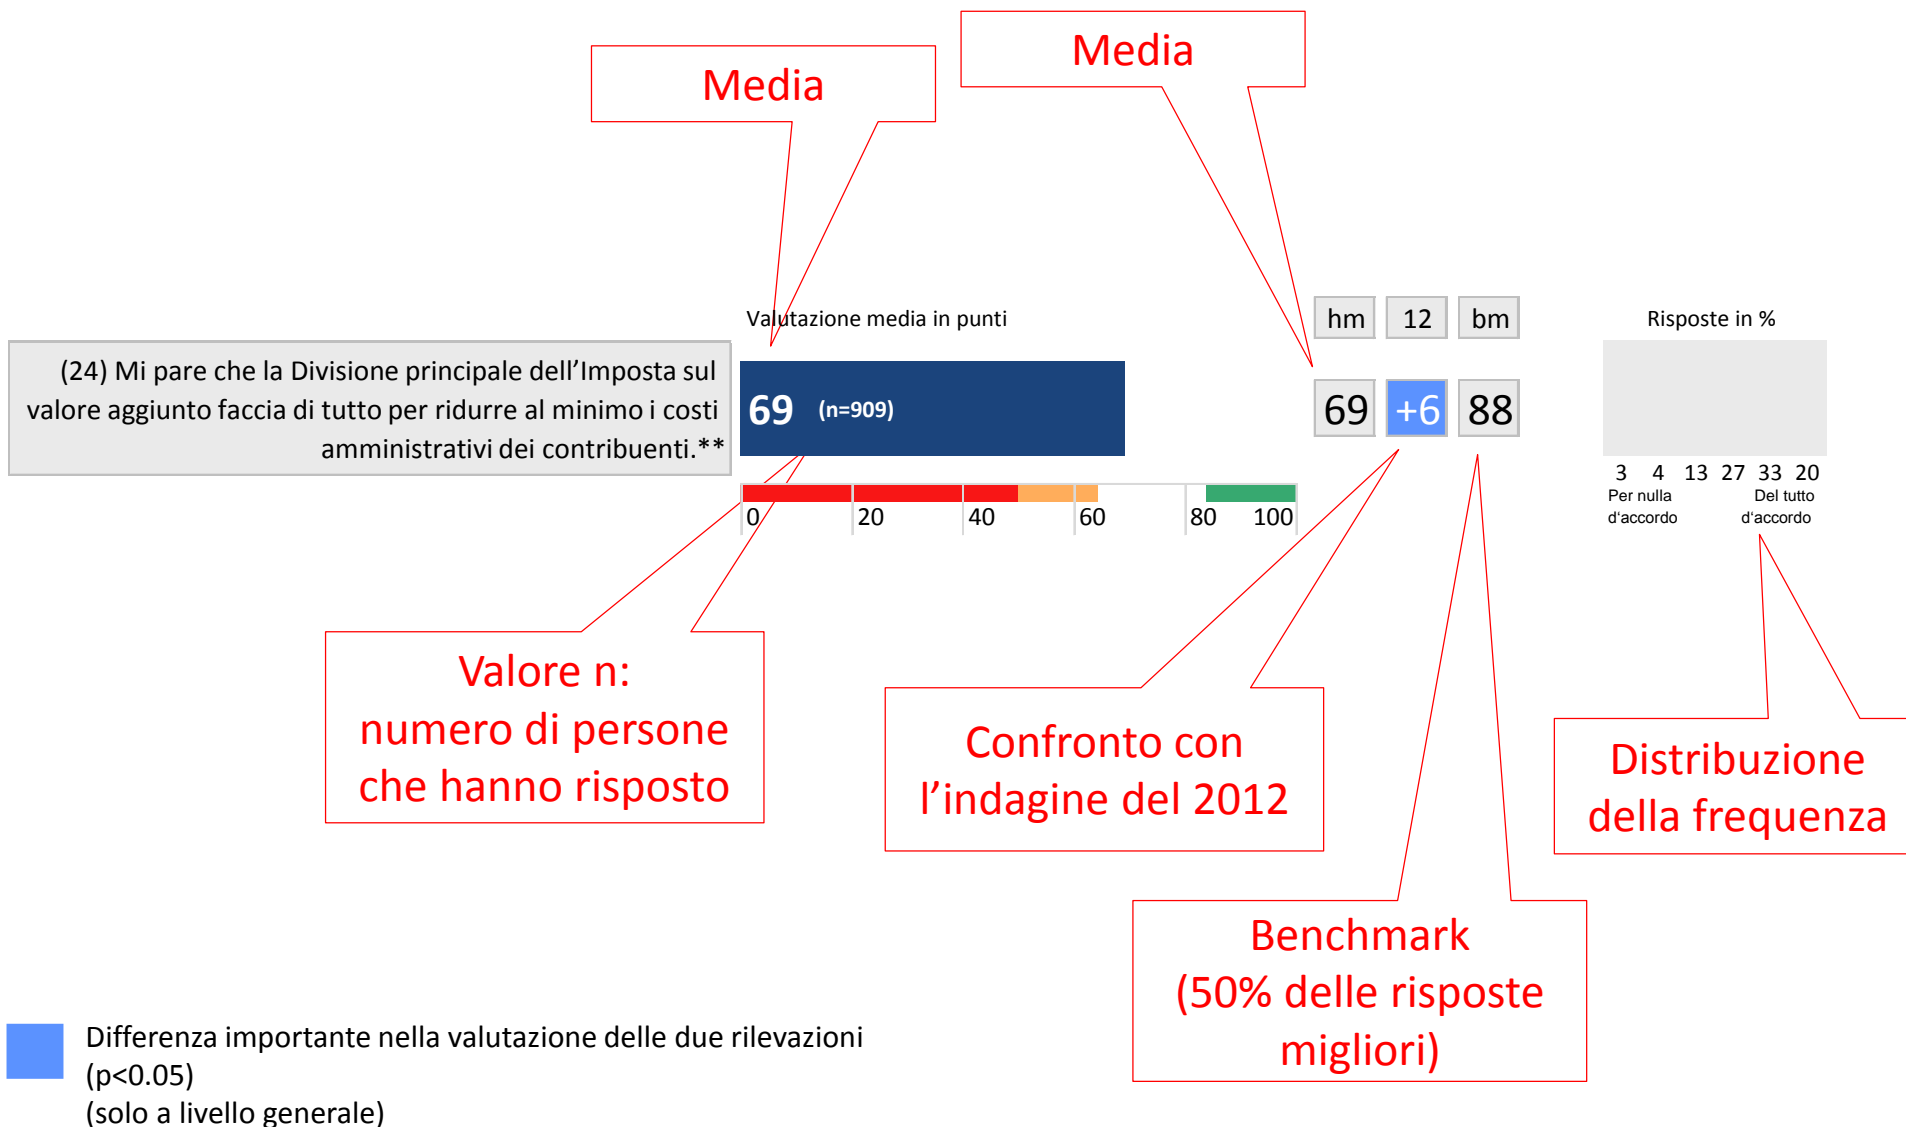 Media
Media
Valutazione media in punti
hm 12 bm
Risposte in %
(24) Mi pare che la Divisione principale dell’Imposta sul
valore aggiunto faccia di tutto per ridurre al minimo i costi
amministrativi dei contribuenti.**
69 (n=909)
69 +6 88
0 20 40 60 80 100
3 4 13 27 33 20
Per nulla
d‘accordo
Del tutto
d‘accordo
Valore n:
numero di persone
che hanno risposto
Confronto con
l’indagine del 2012
Distribuzione
della frequenza
Benchmark
(50% delle risposte
migliori)
Differenza importante nella valutazione delle due rilevazioni
(p<0.05)
(solo a livello generale)